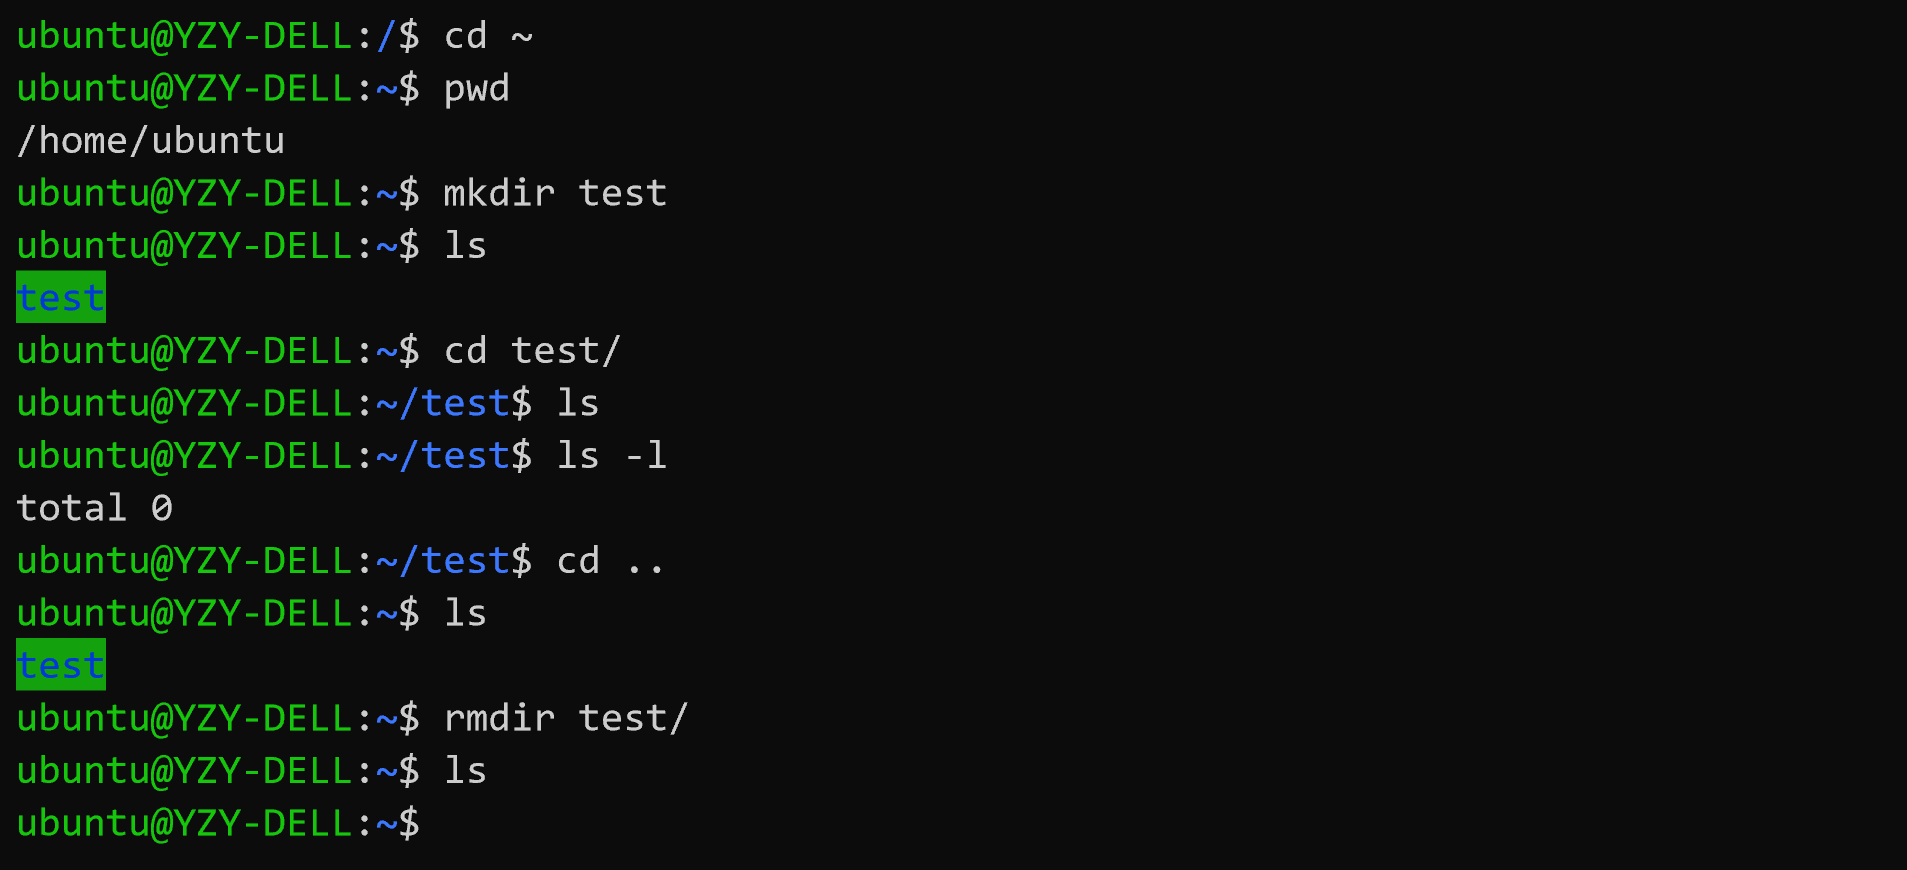 ubuntu@YZY-DELL:/$ cd ~
ubuntu@YZY-DELL:~$ pwd
/home/ubuntu
ubuntu@YZY-DELL:~$ mkdir test
ubuntu@YZY-DELL:~$ ls
test
ubuntu@YZY-DELL:~$ cd test/
ubuntu@YZY-DELL:~/test$ ls
ubuntu@YZY-DELL:~/test$ ls -l
total 0
ubuntu@YZY-DELL:~/test$ cd ..
ubuntu@YZY-DELL:~$ ls
test
ubuntu@YZY-DELL:~$ rmdir test/
ubuntu@YZY-DELL:~$ ls
ubuntu@YZY-DELL:~$